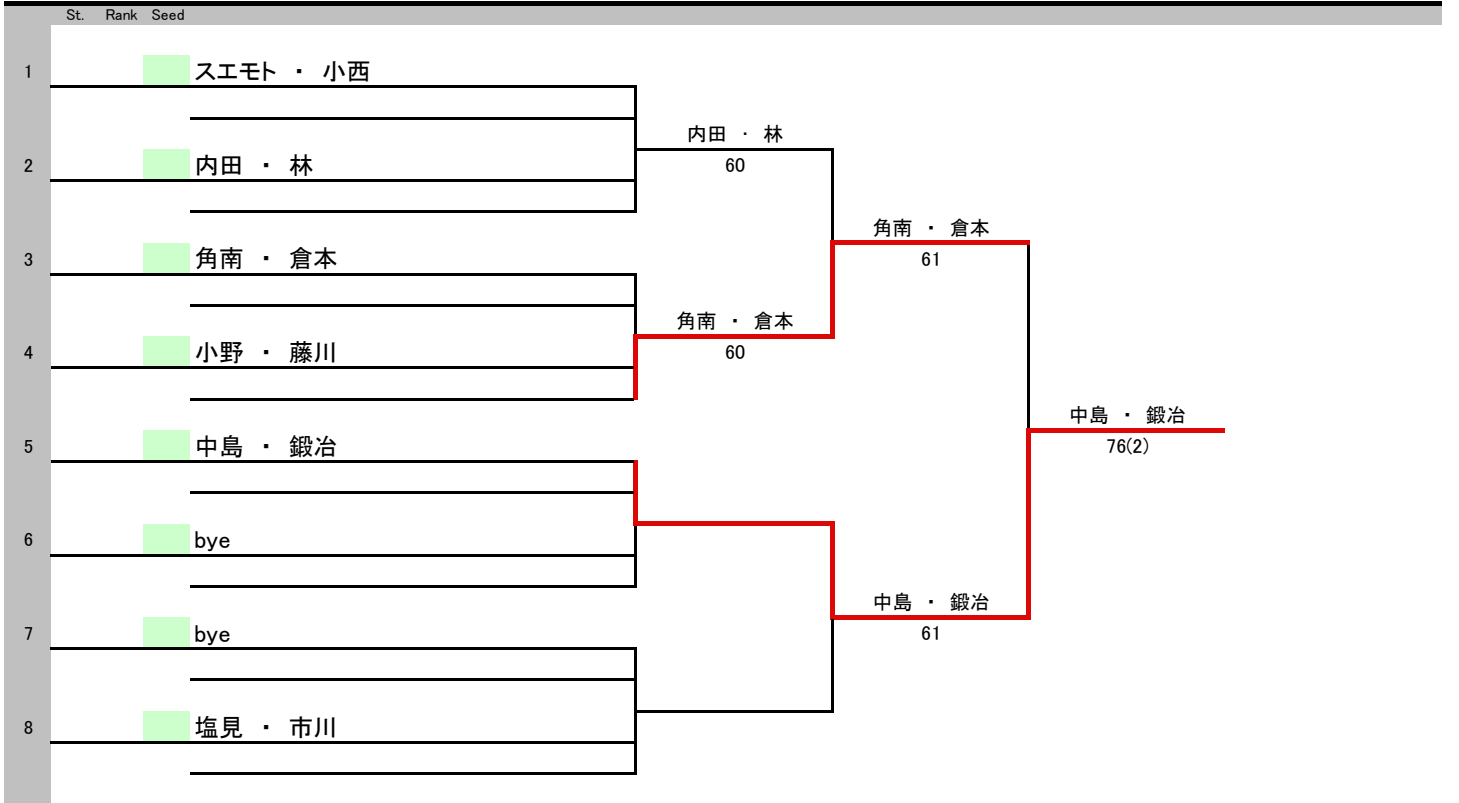 St. Rank Seed
1 スエモト ・ 小西
内田 ・ 林
2 内田 ・ 林 60
角南 ・ 倉本
3 角南 ・ 倉本 61
角南 ・ 倉本
4 小野 ・ 藤川 60
中島 ・ 鍛冶
5 中島 ・ 鍛冶 76(2)
6 bye
中島 ・ 鍛冶
7 bye 61
8 塩見 ・ 市川